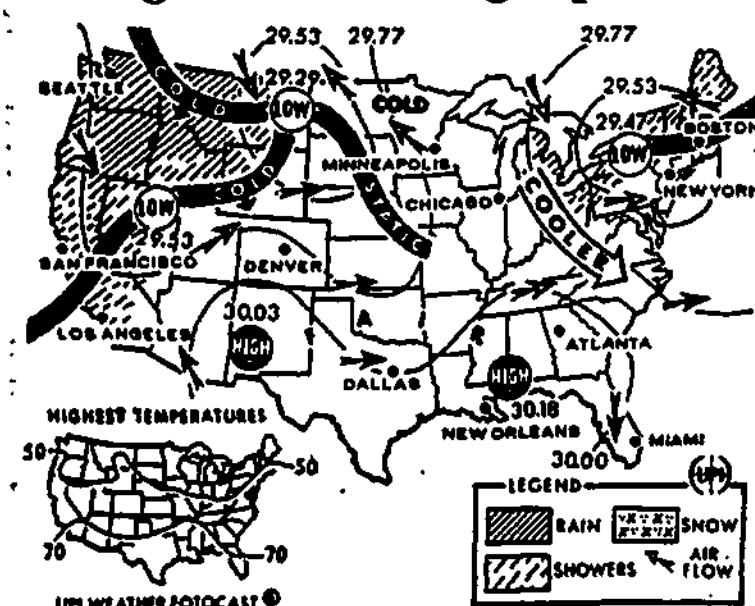 29.53 29.77 29.77
SEATTLE
COLD
29.29
LOW
COLD
29.53
29.47
BOSTON
LOW
MINNEAPOLIS
NEW YORK
COLD
STATIC
CHICAGO
COOLER
LOW
29.53
SAN FRANCISCO
DENVER
LOS ANGELES
30.03
HIGH
ATLANTA
DALLAS
HIGH
30.18
NEW ORLEANS
MIAMI
30.00
HIGHEST TEMPERATURES
50 50
70 70
UPI WEATHER FOTOCAST ©
LEGEND
UPI
RAIN SNOW
SHOWERS AIR FLOW